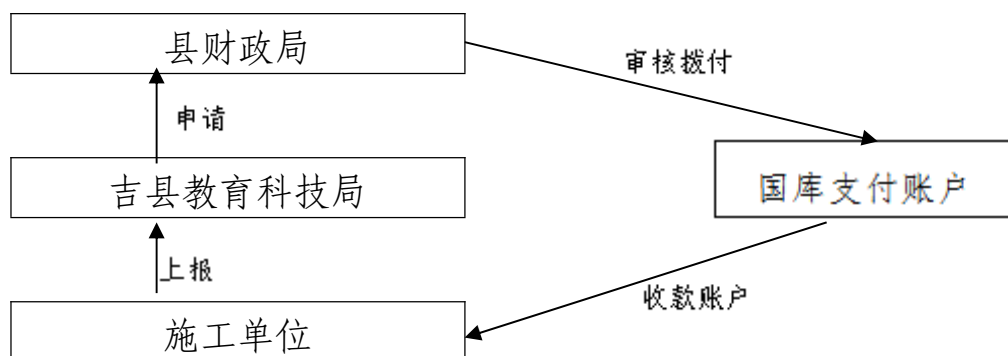 县财政局
审核拨付
申请
吉县教育科技局
国库支付账户
上报
收款账户
施工单位